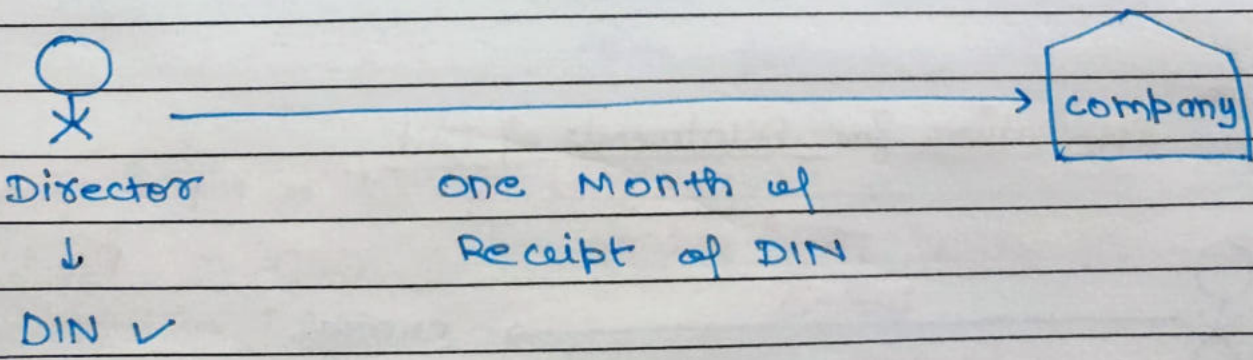 company
Director one Month of
↓ Receipt of DIN
DIN ✓